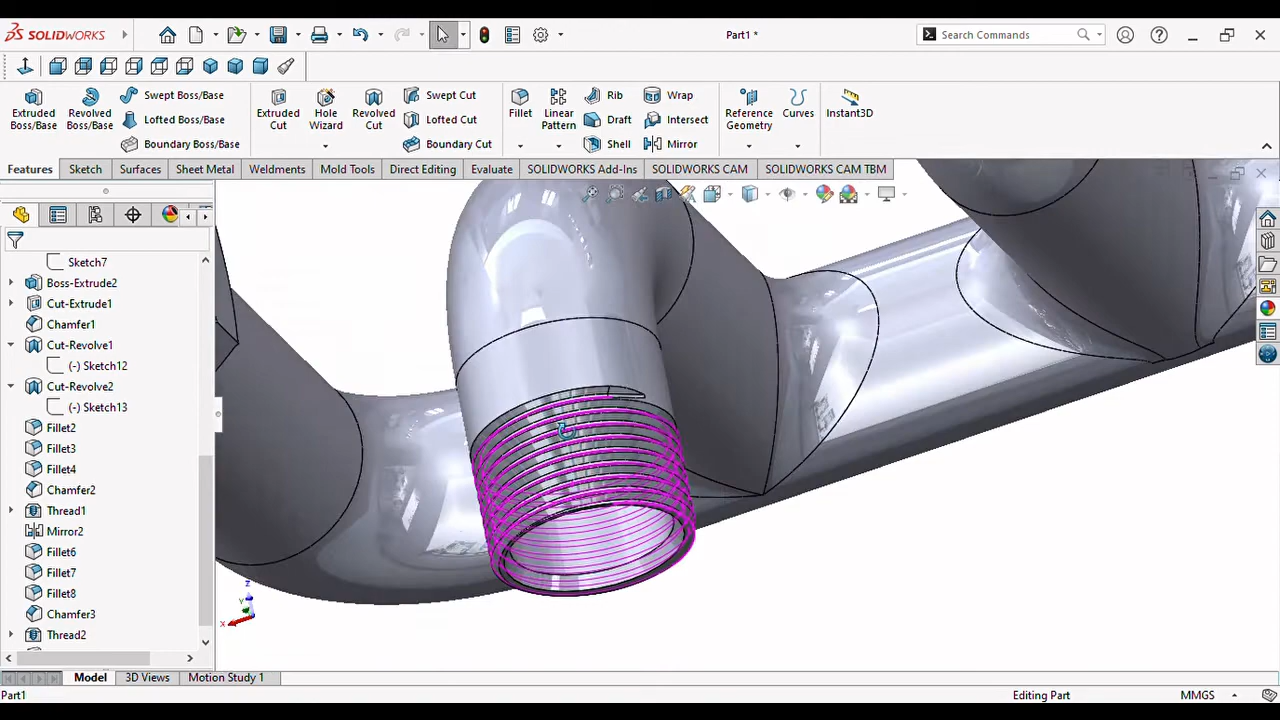 SOLIDWORKS
Part1 *
Search Commands
Extruded Boss/Base
Revolved Boss/Base
Swept Boss/Base
Lofted Boss/Base
Boundary Boss/Base
Extruded Cut
Hole Wizard
Revolved Cut
Swept Cut
Lofted Cut
Boundary Cut
Fillet
Linear Pattern
Rib
Draft
Shell
Wrap
Intersect
Mirror
Reference Geometry
Curves
Instant3D
Features
Sketch
Surfaces
Sheet Metal
Weldments
Mold Tools
Direct Editing
Evaluate
SOLIDWORKS Add-Ins
SOLIDWORKS CAM
SOLIDWORKS CAM TBM
Sketch7
Boss-Extrude2
Cut-Extrude1
Chamfer1
Cut-Revolve1
(-) Sketch12
Cut-Revolve2
(-) Sketch13
Fillet2
Fillet3
Fillet4
Chamfer2
Thread1
Mirror2
Fillet6
Fillet7
Fillet8
Chamfer3
Thread2
Z
Y
X
Model
3D Views
Motion Study 1
Part1
Editing Part
MMGS